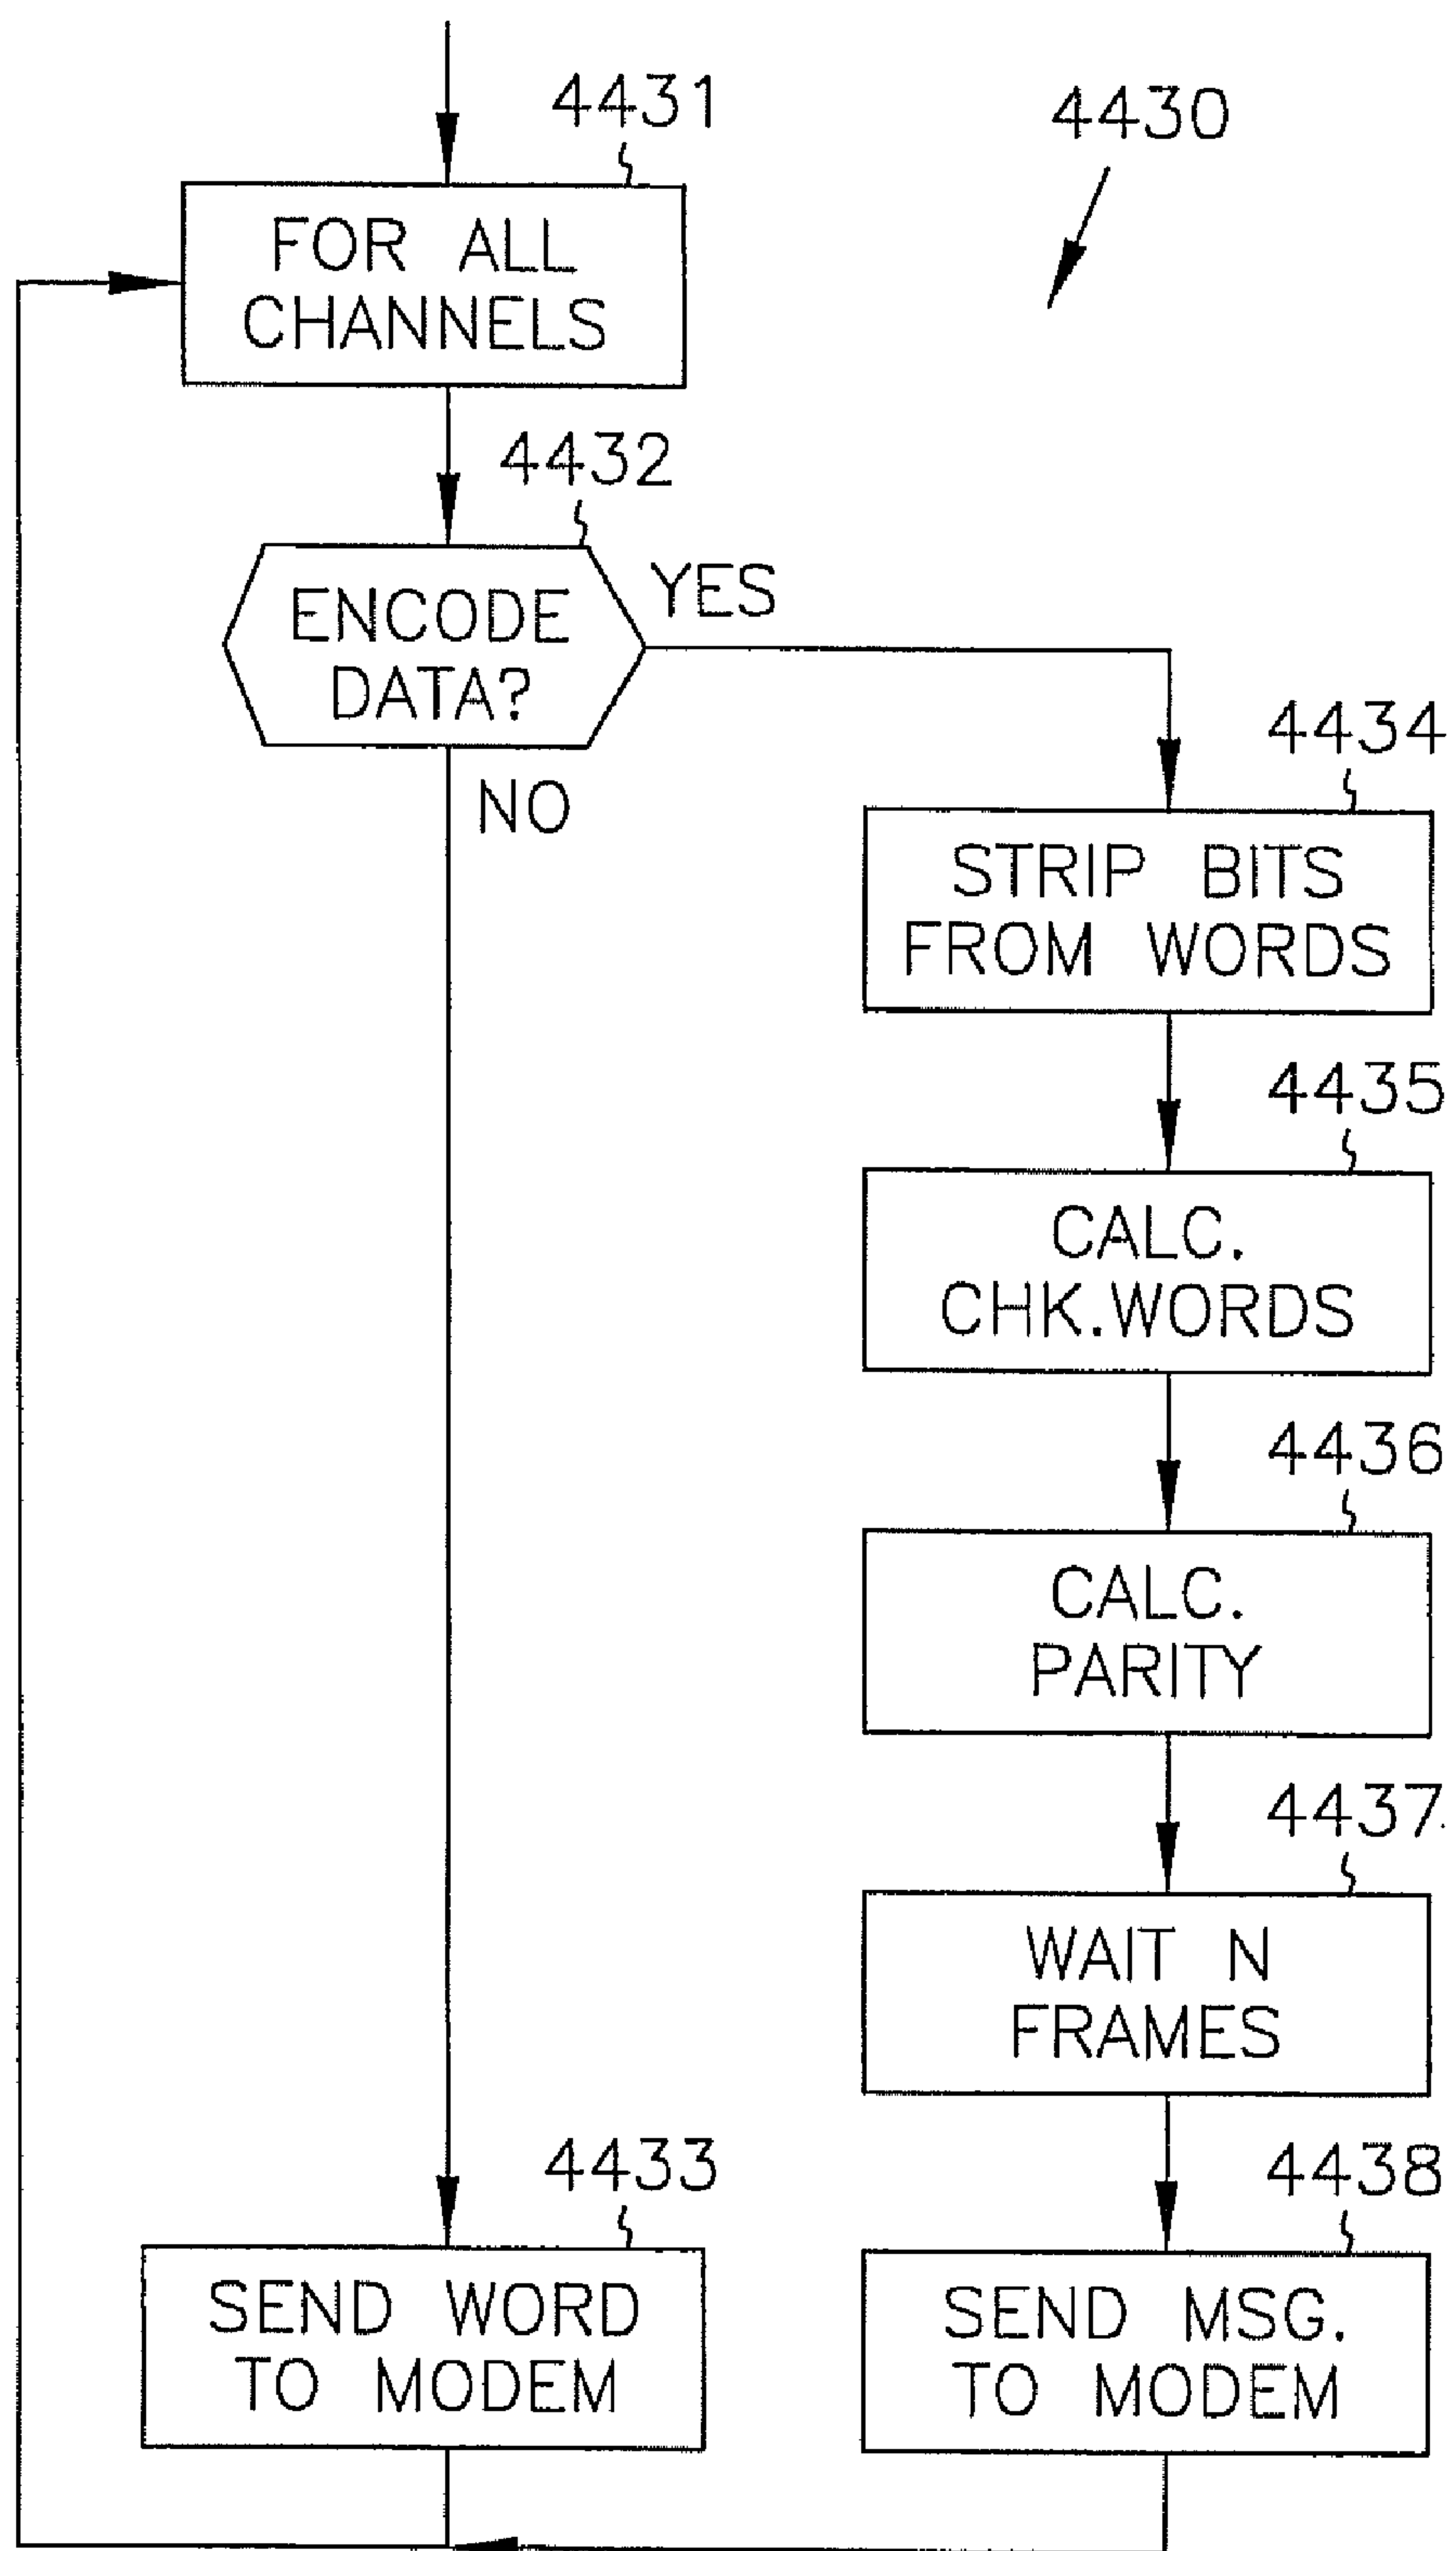 4431
4430
FOR ALL
CHANNELS
4432
ENCODE
DATA?
YES
NO
4434
STRIP BITS
FROM WORDS
4435
CALC.
CHK.WORDS
4436
CALC.
PARITY
4437
WAIT N
FRAMES
4433
SEND WORD
TO MODEM
4438
SEND MSG.
TO MODEM